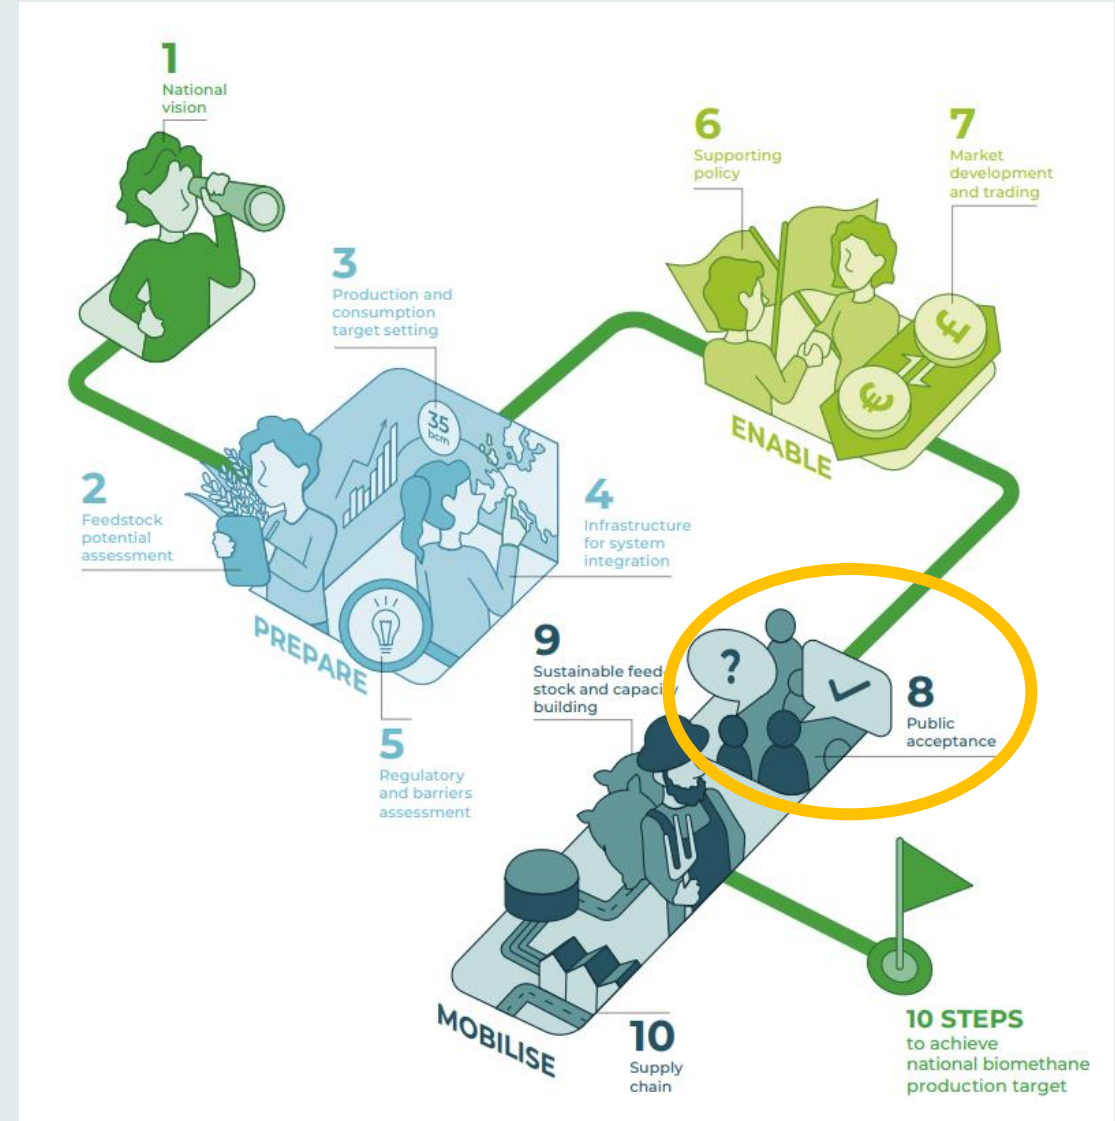 1
National
vision
6
Supporting
policy
7
Market
development
and trading
3
Production and
consumption
target setting
35
bcm
£
€
ENABLE
2
Feedstock
potential
assessment
4
Infrastructure
for system
integration
PREPARE
5
Regulatory
and barriers
assessment
9
Sustainable feed-
stock and capacity
building
?
8
Public
acceptance
MOBILISE
10
Supply
chain
10 STEPS
to achieve
national biomethane
production target